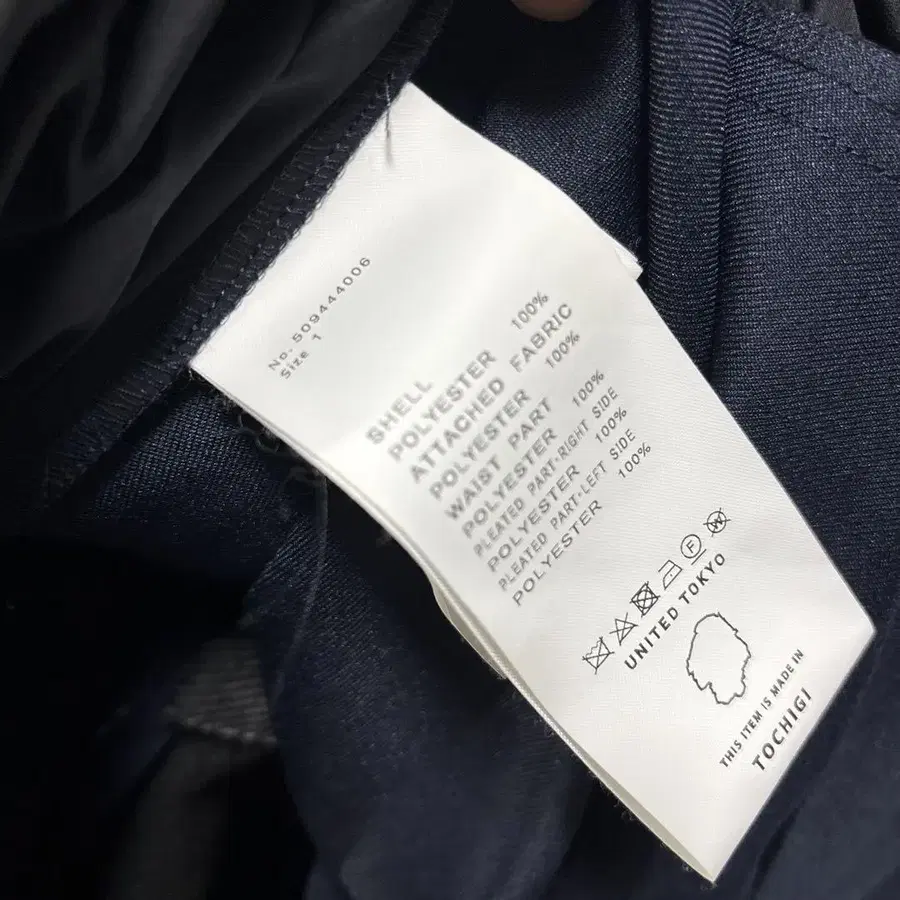 No. 509444006
Size 1
SHELL
POLYESTER 100%
ATTACHED FABRIC
POLYESTER 100%
WAIST PART
POLYESTER 100%
PLEATED PART-RIGHT SIDE
POLYESTER 100%
PLEATED PART-LEFT SIDE
POLYESTER 100%
F W
UNITED TOKYO
THIS ITEM IS MADE IN
TOCHIGI